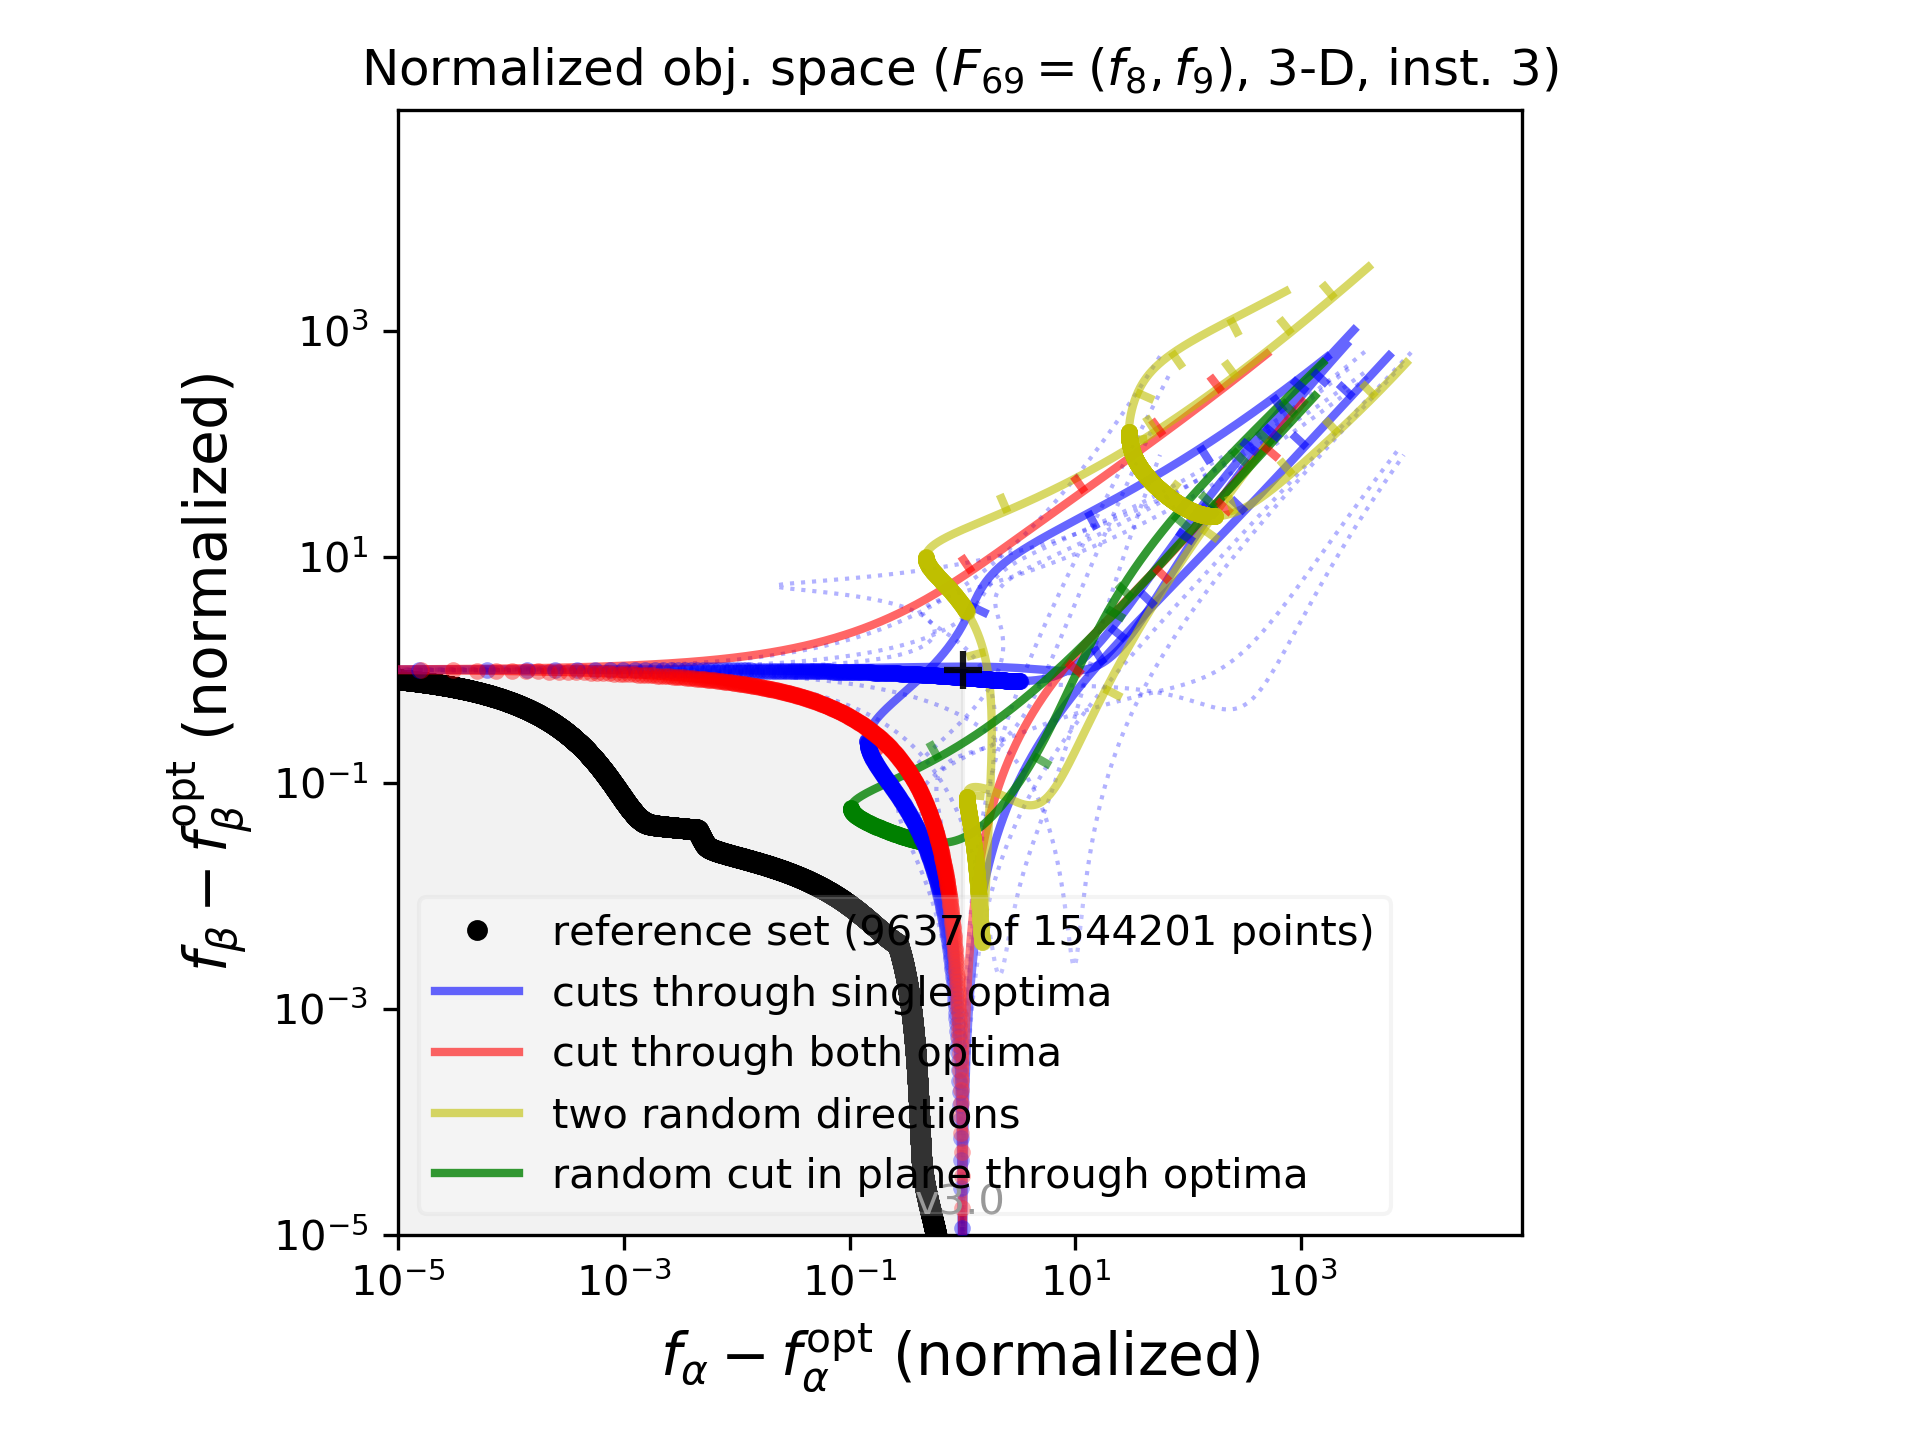 Normalized obj. space (F₆₉ = (f₈, f₉), 3-D, inst. 3)
f_β − f_β^opt (normalized)
10³
10¹
10⁻¹
10⁻³
10⁻⁵
reference set (9637 of 1544201 points)
cuts through single optima
cut through both optima
two random directions
random cut in plane through optima
v3.0
10⁻⁵ 10⁻³ 10⁻¹ 10¹ 10³
f_α − f_α^opt (normalized)